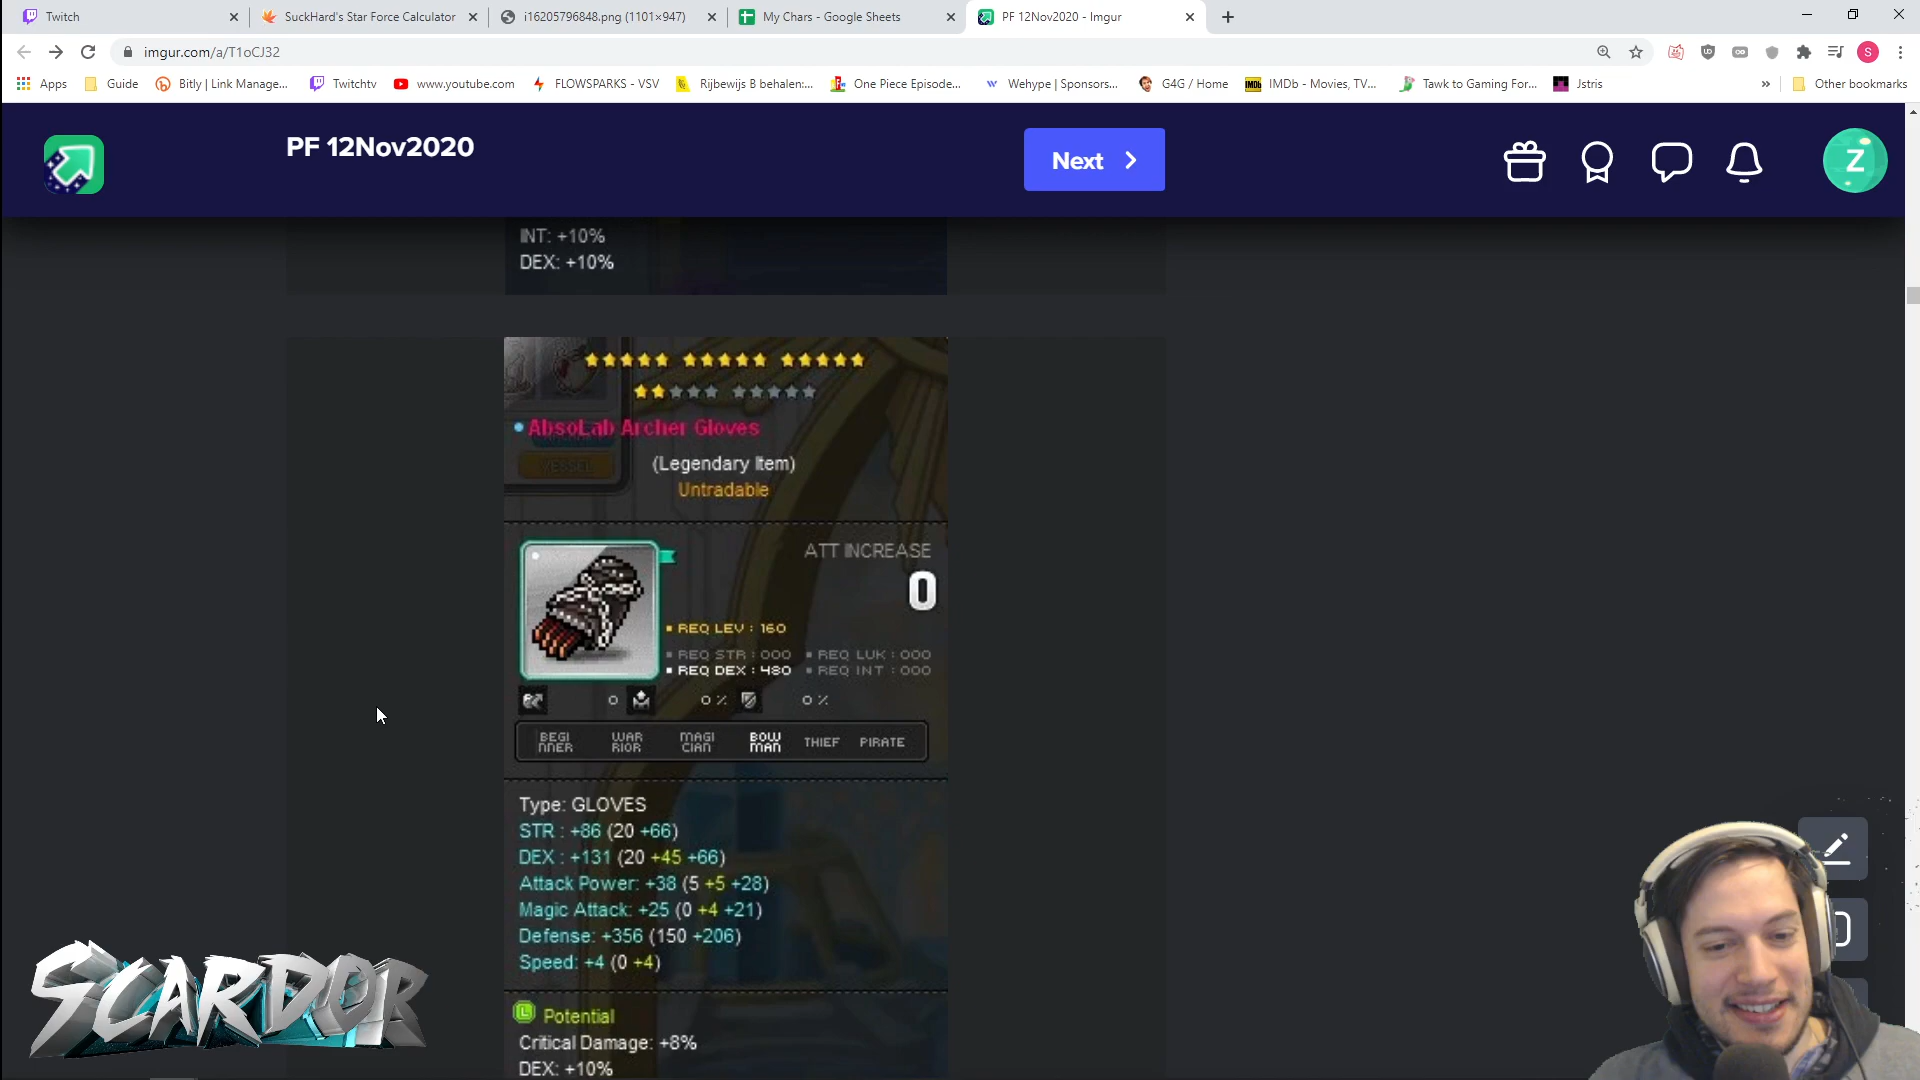 Twitch
SuckHard's Star Force Calculator
i16205796848.png (1101×947)
My Chars - Google Sheets
PF 12Nov2020 - Imgur
imgur.com/a/T1oCJ32
S
Apps
Guide
Bitly | Link Manage...
Twitchtv
www.youtube.com
FLOWSPARKS - VSV
Rijbewijs B behalen:...
One Piece Episode...
Wehype | Sponsors...
G4G / Home
IMDb - Movies, TV...
Tawk to Gaming For...
Jstris
»
Other bookmarks
PF 12Nov2020
Next
Z
INT: +10%
DEX: +10%
AbsoLab Archer Gloves
(Legendary Item)
Untradable
ATT INCREASE
0
REQ LEV : 160
REQ STR : 000 REQ LUK : 000
REQ DEX : 480 REQ INT : 000
0 0 % 0 %
BEGINNER WARRIOR MAGICIAN BOWMAN THIEF PIRATE
Type: GLOVES
STR : +86 (20 +66)
DEX : +131 (20 +45 +66)
Attack Power: +38 (5 +5 +28)
Magic Attack: +25 (0 +4 +21)
Defense: +356 (150 +206)
Speed: +4 (0 +4)
L Potential
Critical Damage: +8%
DEX: +10%
SCARDOR